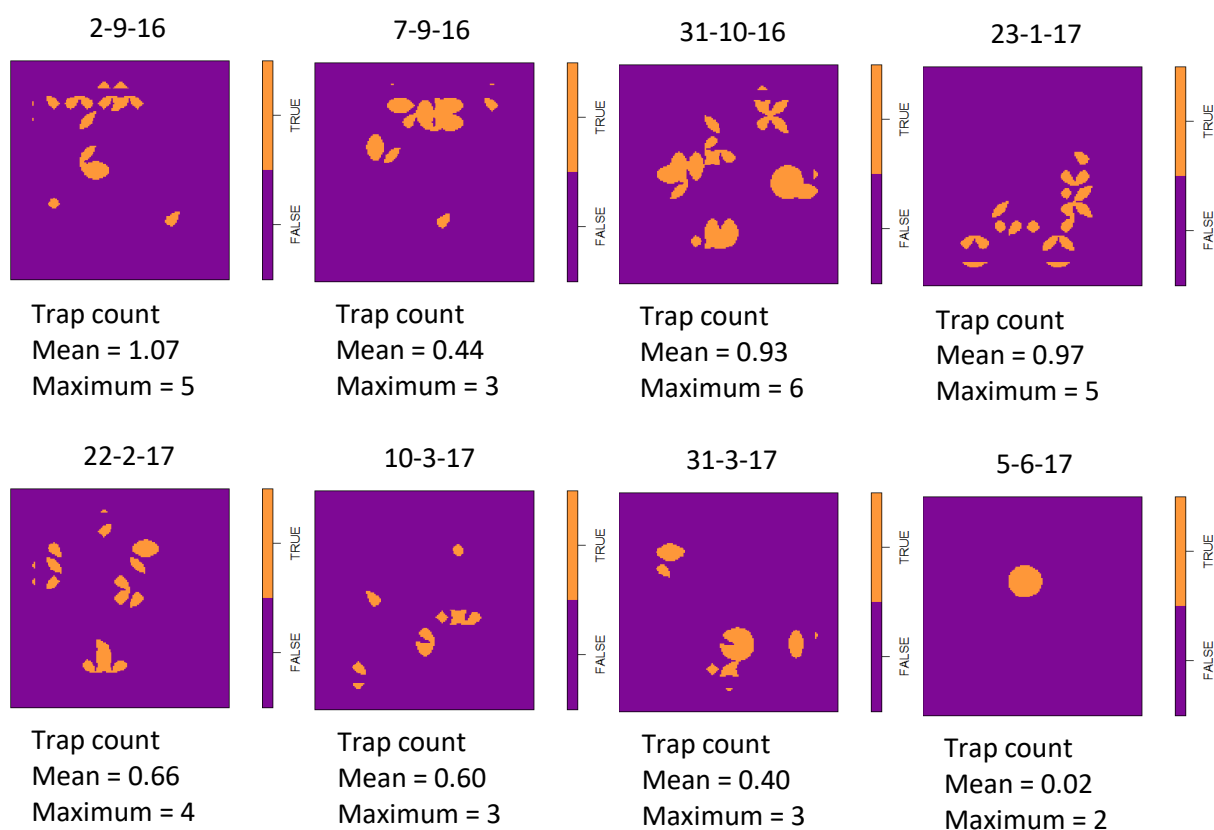 2-9-16
7-9-16
31-10-16
23-1-17
FALSE TRUE
FALSE TRUE
FALSE TRUE
FALSE TRUE
Trap count
Mean = 1.07
Maximum = 5
Trap count
Mean = 0.44
Maximum = 3
Trap count
Mean = 0.93
Maximum = 6
Trap count
Mean = 0.97
Maximum = 5
22-2-17
10-3-17
31-3-17
5-6-17
FALSE TRUE
FALSE TRUE
FALSE TRUE
FALSE TRUE
Trap count
Mean = 0.66
Maximum = 4
Trap count
Mean = 0.60
Maximum = 3
Trap count
Mean = 0.40
Maximum = 3
Trap count
Mean = 0.02
Maximum = 2